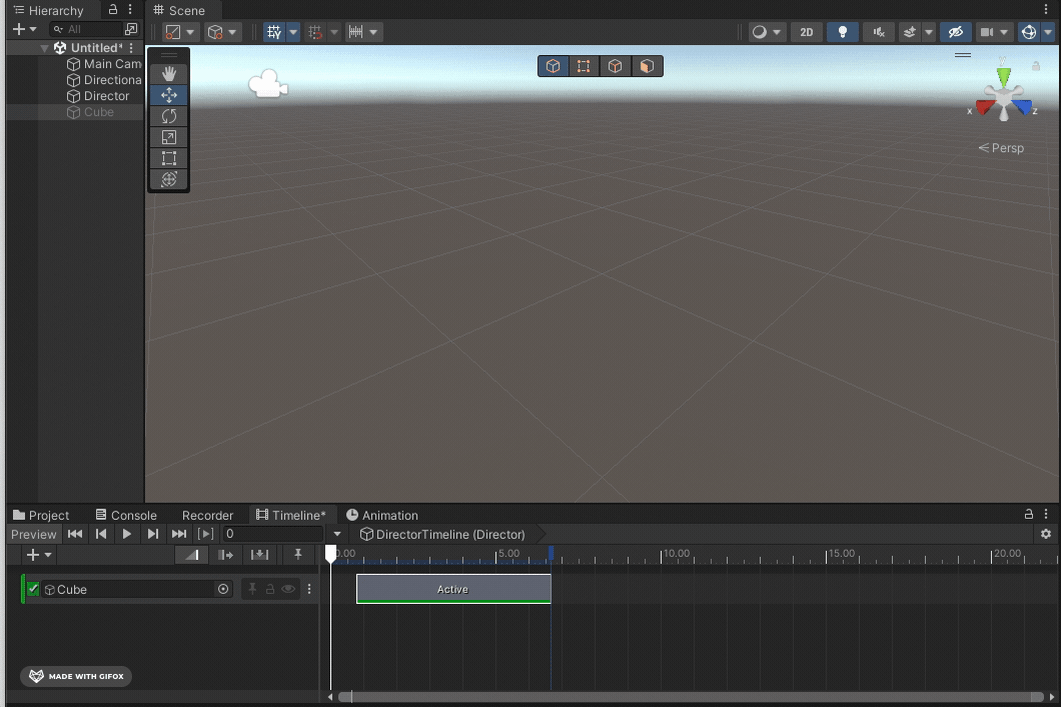 Hierarchy
Scene
All
Untitled*
Main Cam
Directiona
Director
Cube
2D
y
x
z
Persp
Project Console Recorder Timeline* Animation
Preview 0 DirectorTimeline (Director)
0.00 5.00 10.00 15.00 20.00
Cube Active
MADE WITH GIFOX